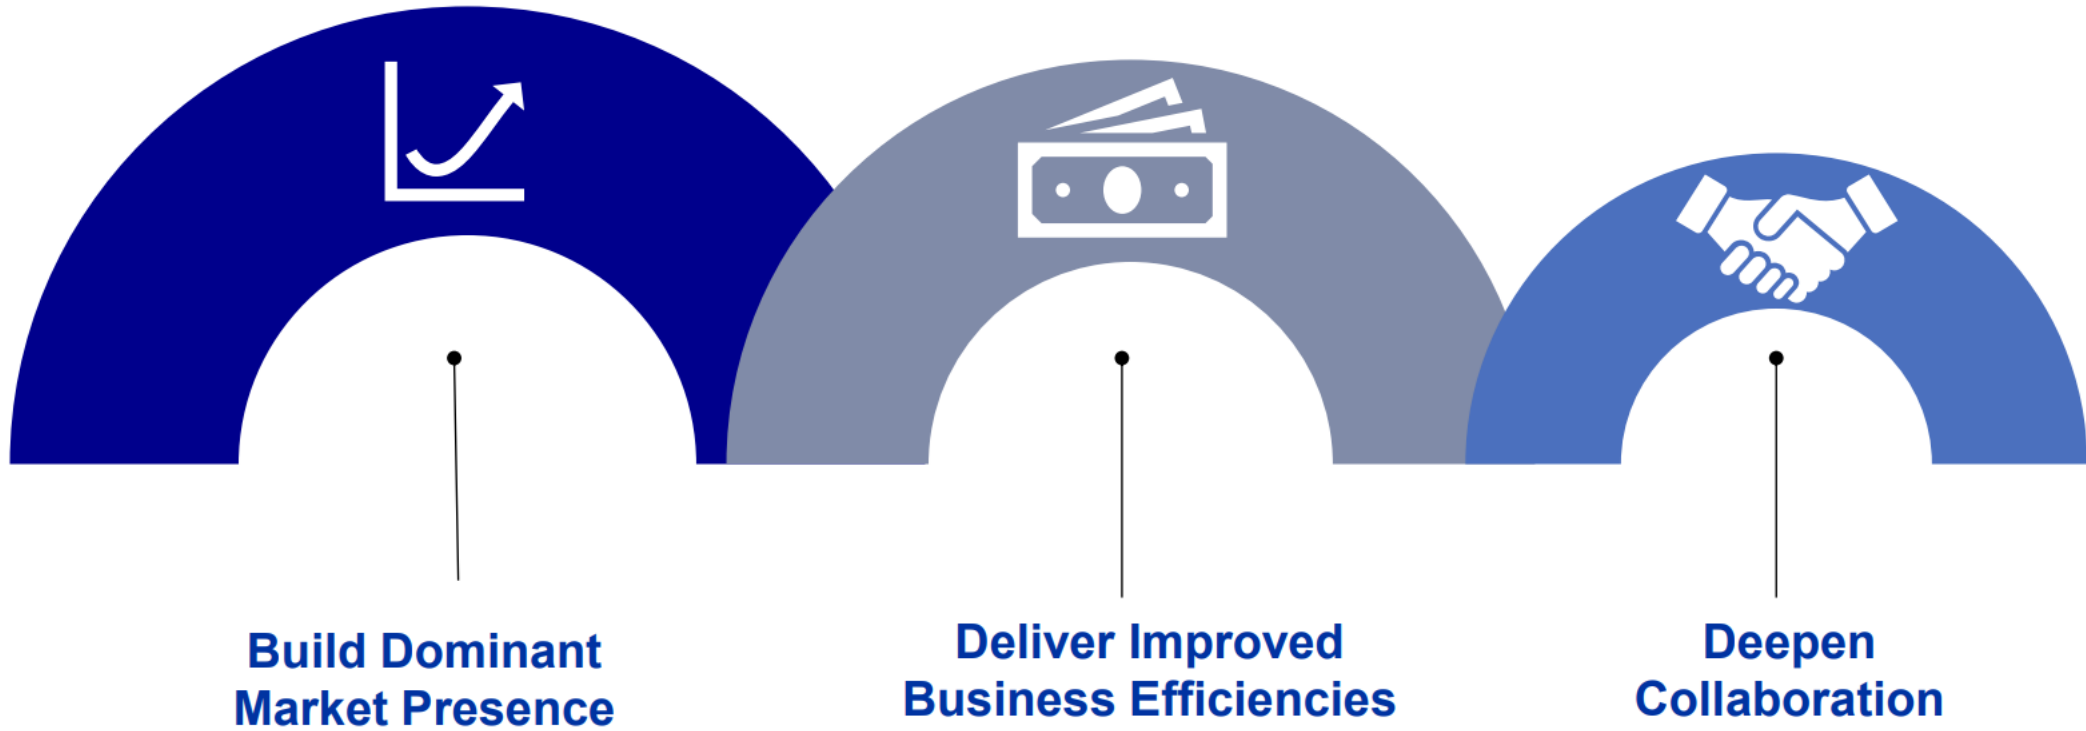 Build Dominant
Market Presence
Deliver Improved
Business Efficiencies
Deepen
Collaboration